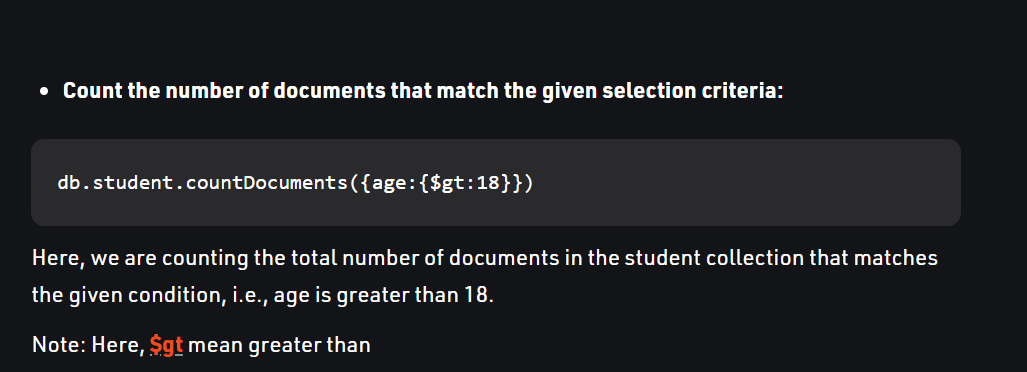 • Count the number of documents that match the given selection criteria:
db.student.countDocuments({age:{$gt:18}})
Here, we are counting the total number of documents in the student collection that matches
the given condition, i.e., age is greater than 18.
Note: Here, $gt mean greater than